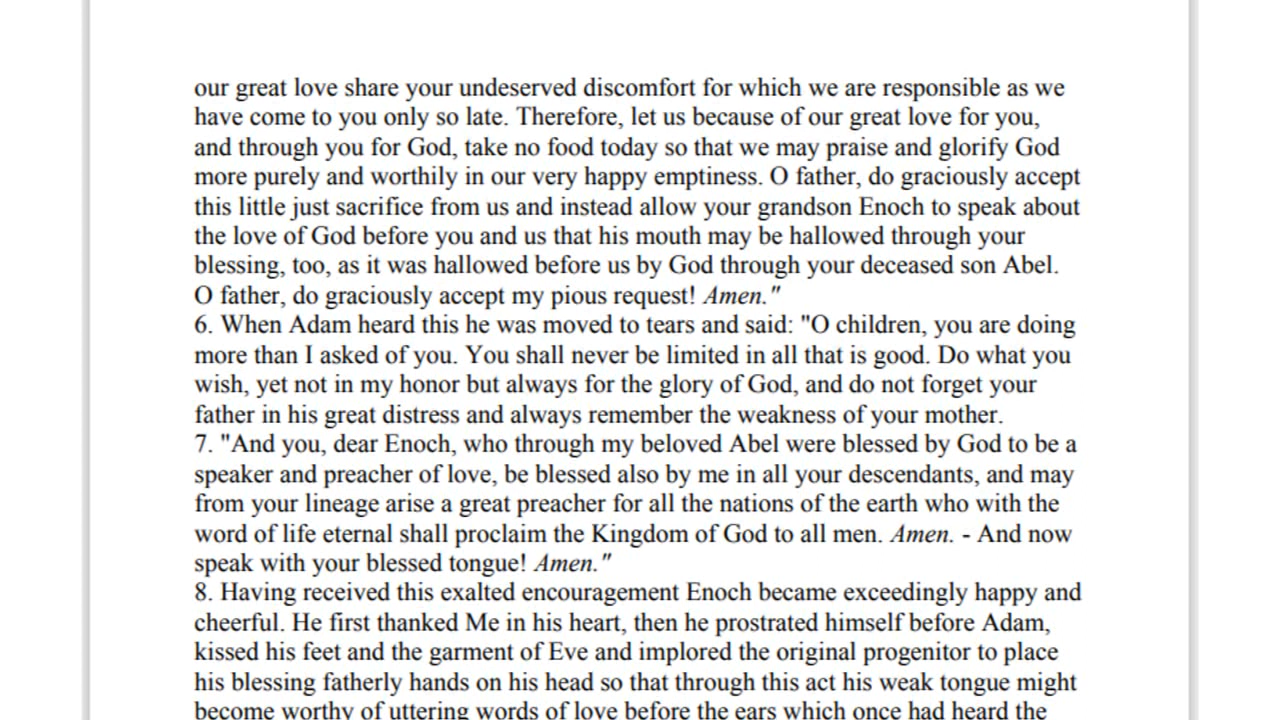 our great love share your undeserved discomfort for which we are responsible as we
have come to you only so late. Therefore, let us because of our great love for you,
and through you for God, take no food today so that we may praise and glorify God
more purely and worthily in our very happy emptiness. O father, do graciously accept
this little just sacrifice from us and instead allow your grandson Enoch to speak about
the love of God before you and us that his mouth may be hallowed through your
blessing, too, as it was hallowed before us by God through your deceased son Abel.
O father, do graciously accept my pious request! Amen."
6. When Adam heard this he was moved to tears and said: "O children, you are doing
more than I asked of you. You shall never be limited in all that is good. Do what you
wish, yet not in my honor but always for the glory of God, and do not forget your
father in his great distress and always remember the weakness of your mother.
7. "And you, dear Enoch, who through my beloved Abel were blessed by God to be a
speaker and preacher of love, be blessed also by me in all your descendants, and may
from your lineage arise a great preacher for all the nations of the earth who with the
word of life eternal shall proclaim the Kingdom of God to all men. Amen. - And now
speak with your blessed tongue! Amen."
8. Having received this exalted encouragement Enoch became exceedingly happy and
cheerful. He first thanked Me in his heart, then he prostrated himself before Adam,
kissed his feet and the garment of Eve and implored the original progenitor to place
his blessing fatherly hands on his head so that through this act his weak tongue might
become worthy of uttering words of love before the ears which once had heard the